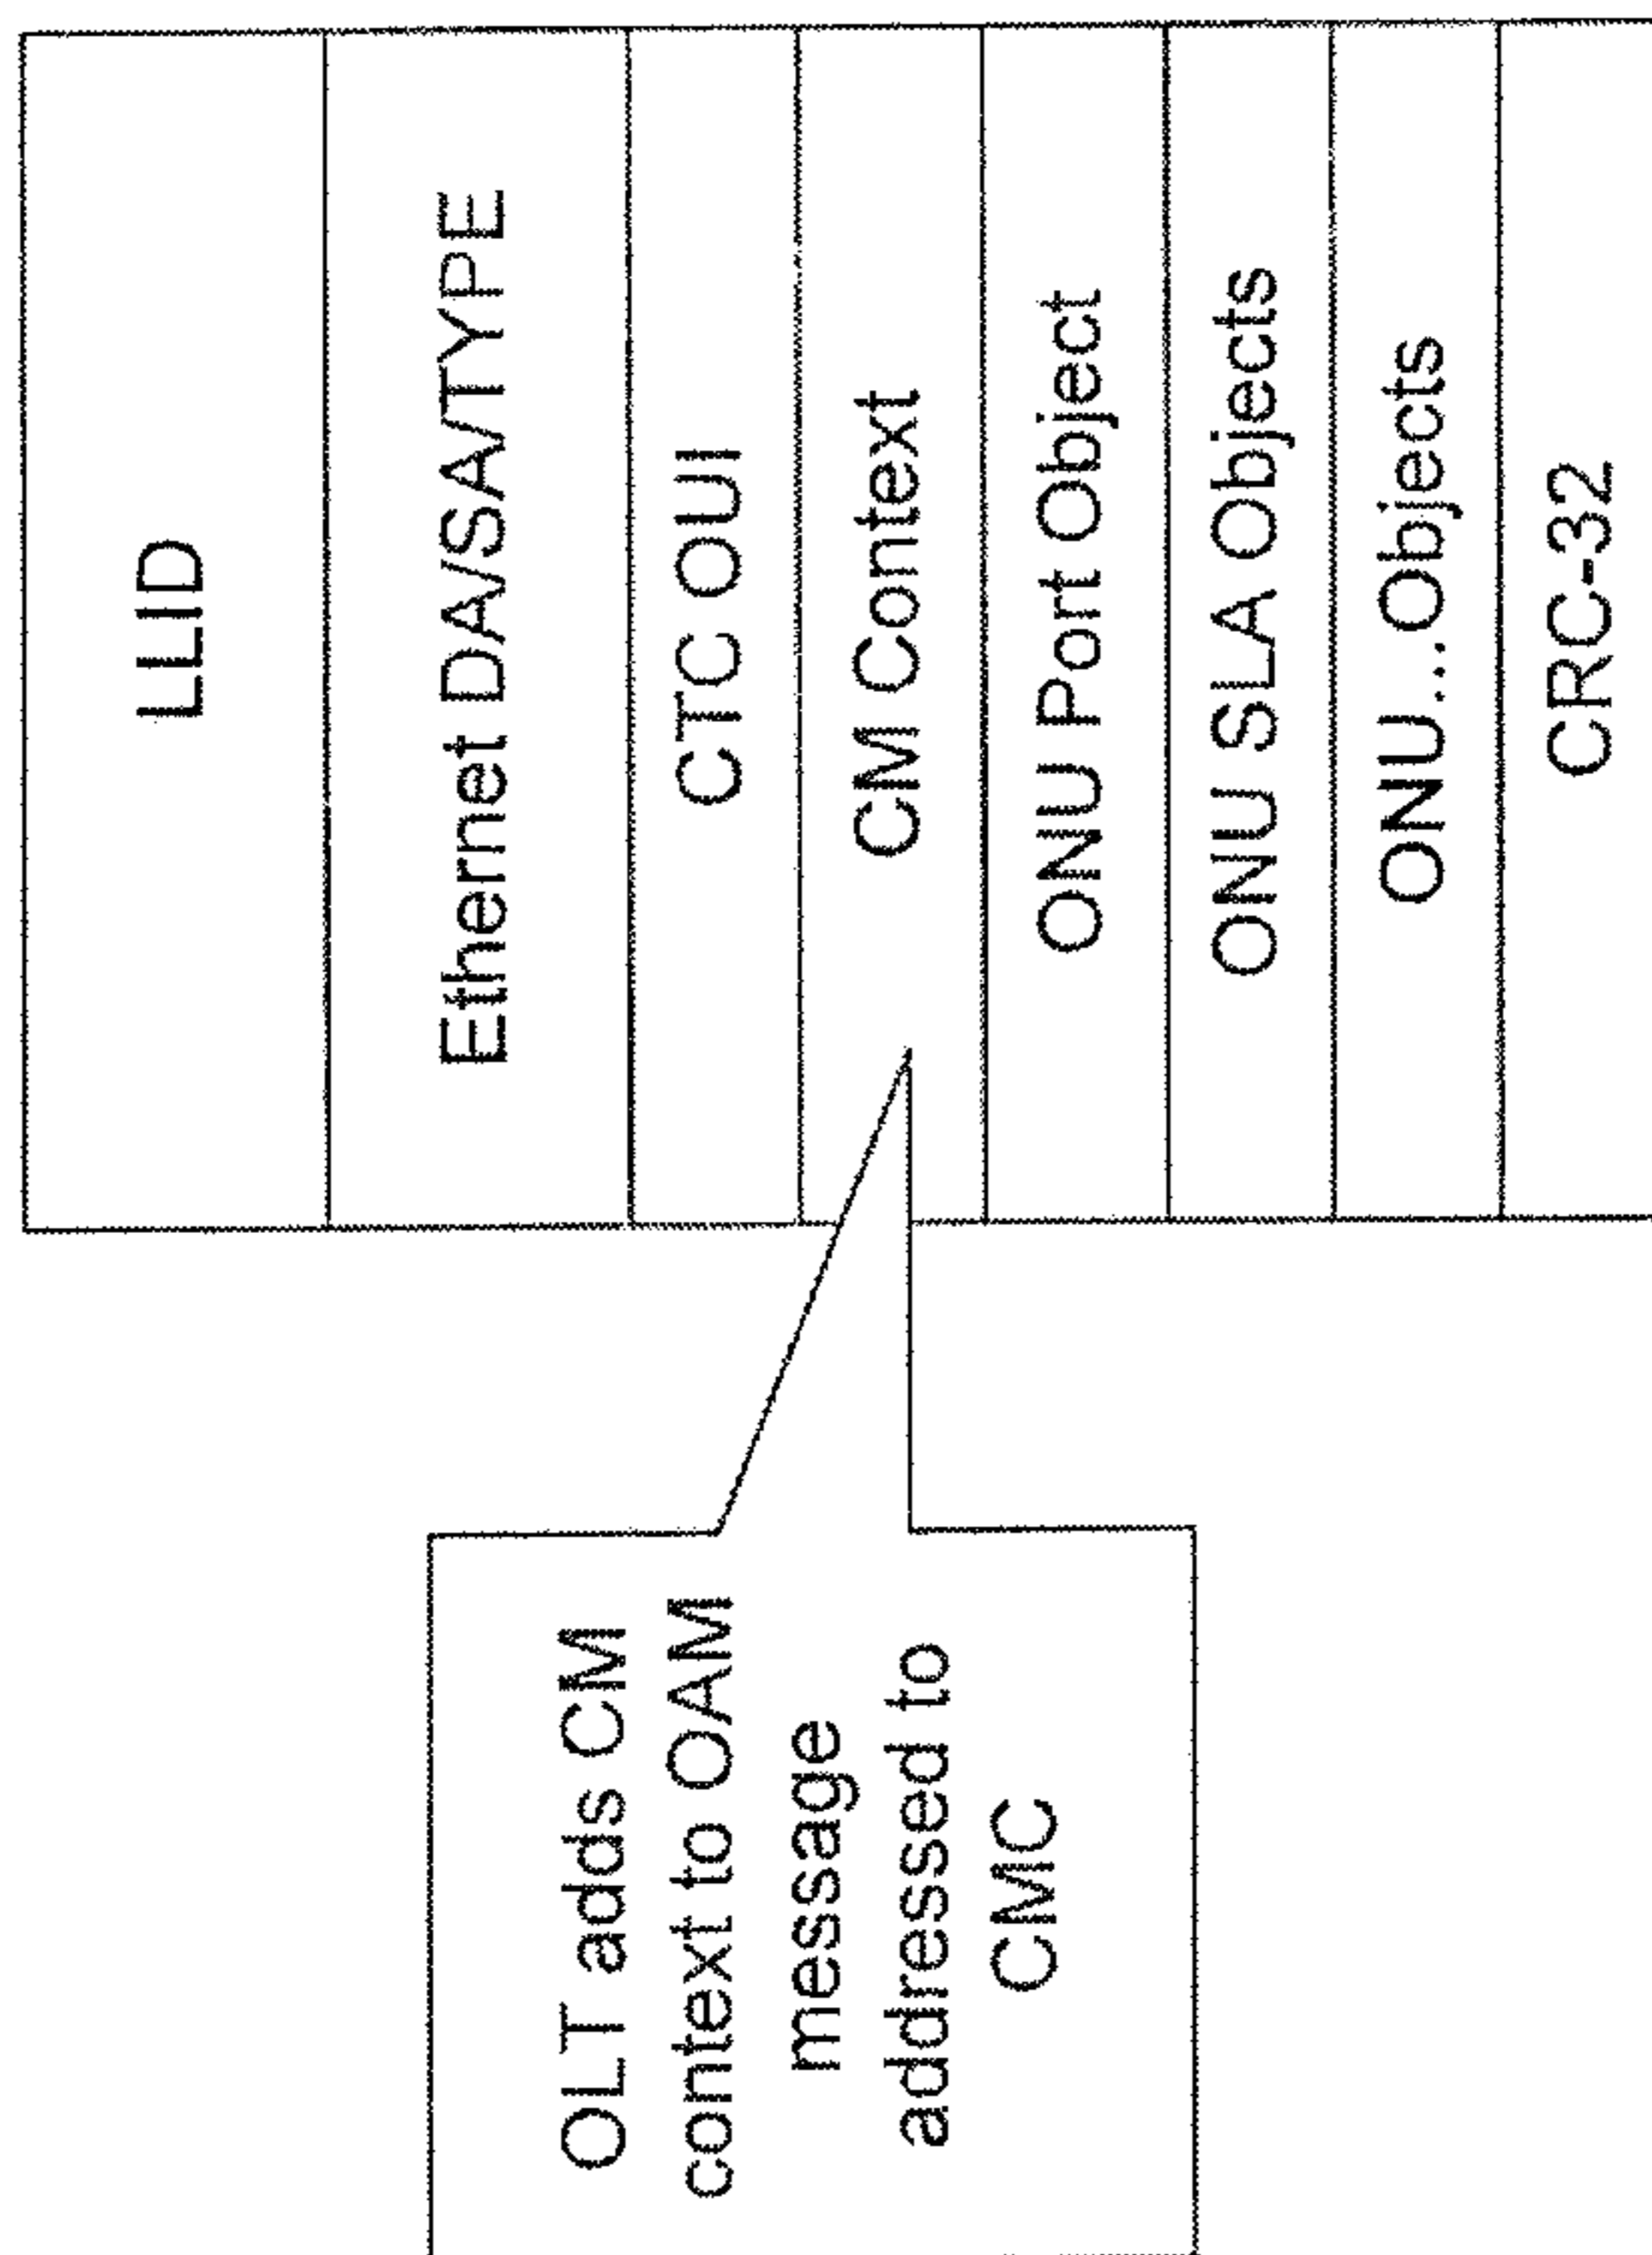 LLID
Ethernet DA/SA/TYPE
CTC OUI
CM Context
ONU Port Object
ONU SLA Objects
ONU...Objects
CRC-32
OLT adds CM
context to OAM
message
addressed to
CMC